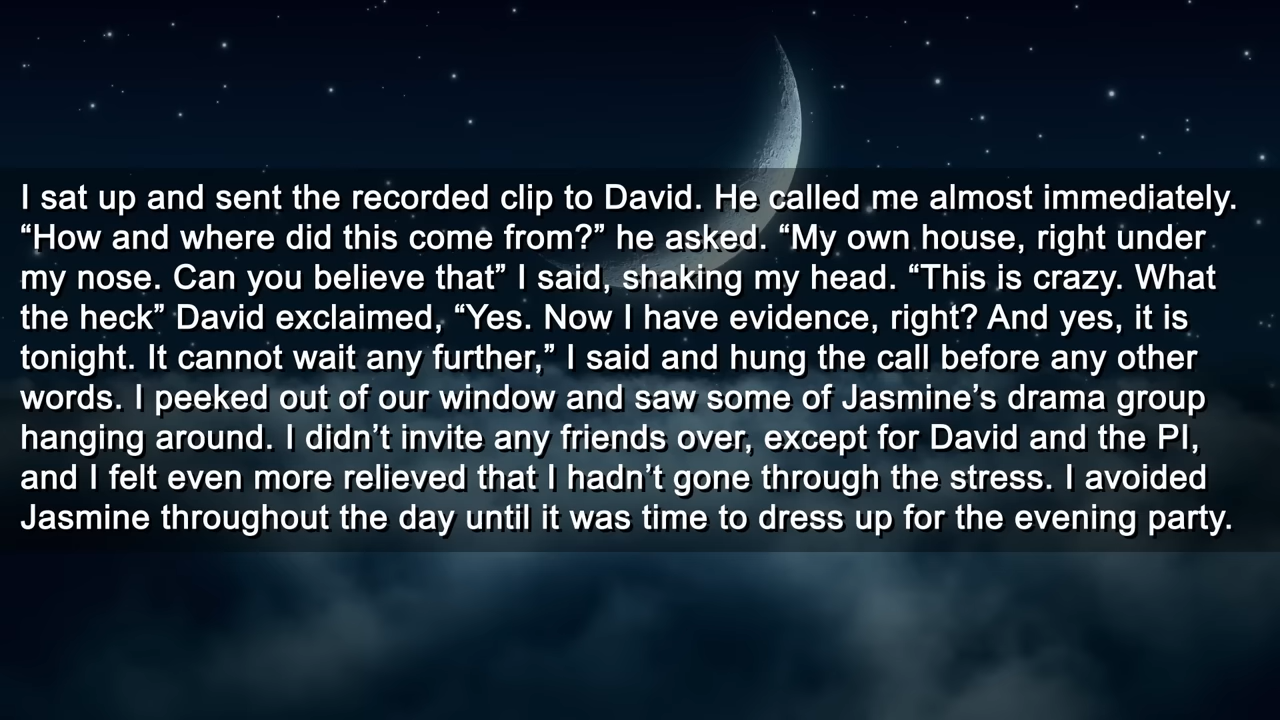 I sat up and sent the recorded clip to David. He called me almost immediately.
“How and where did this come from?” he asked. “My own house, right under
my nose. Can you believe that” I said, shaking my head. “This is crazy. What
the heck” David exclaimed, “Yes. Now I have evidence, right? And yes, it is
tonight. It cannot wait any further,” I said and hung the call before any other
words. I peeked out of our window and saw some of Jasmine’s drama group
hanging around. I didn’t invite any friends over, except for David and the PI,
and I felt even more relieved that I hadn’t gone through the stress. I avoided
Jasmine throughout the day until it was time to dress up for the evening party.